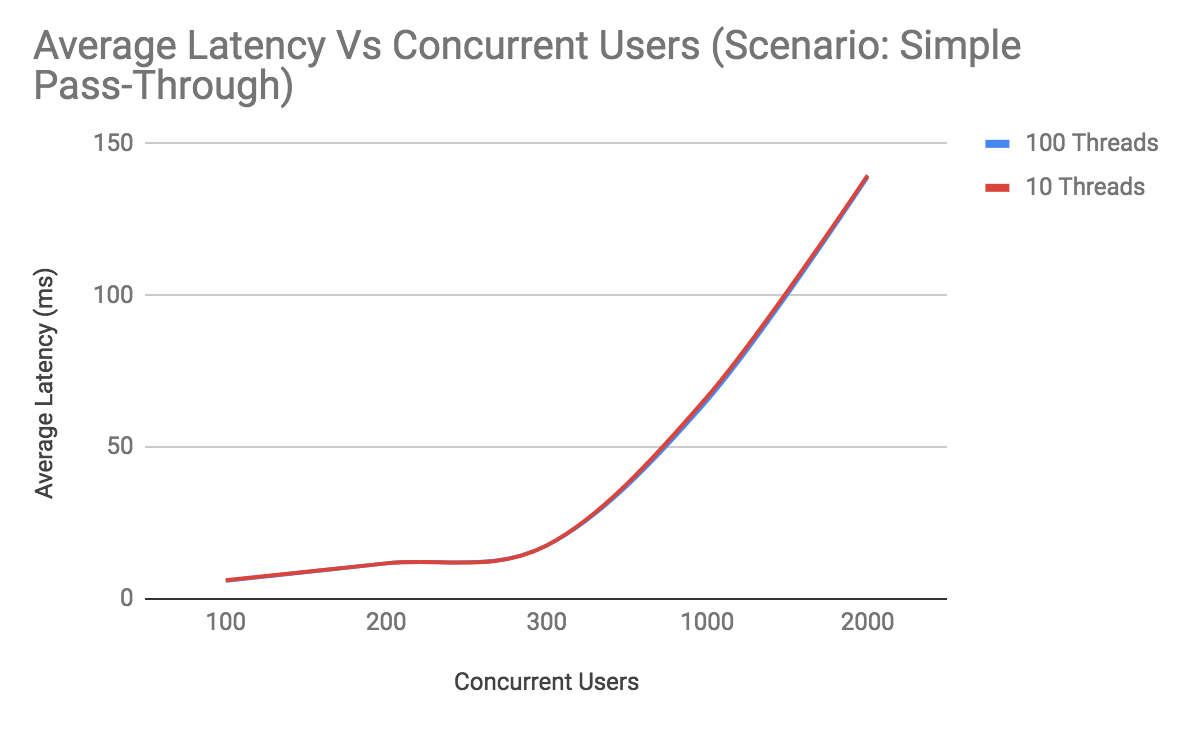 Average Latency Vs Concurrent Users (Scenario: Simple
Pass-Through)
150
100
50
0
Average Latency (ms)
100 200 300 1000 2000
Concurrent Users
100 Threads
10 Threads